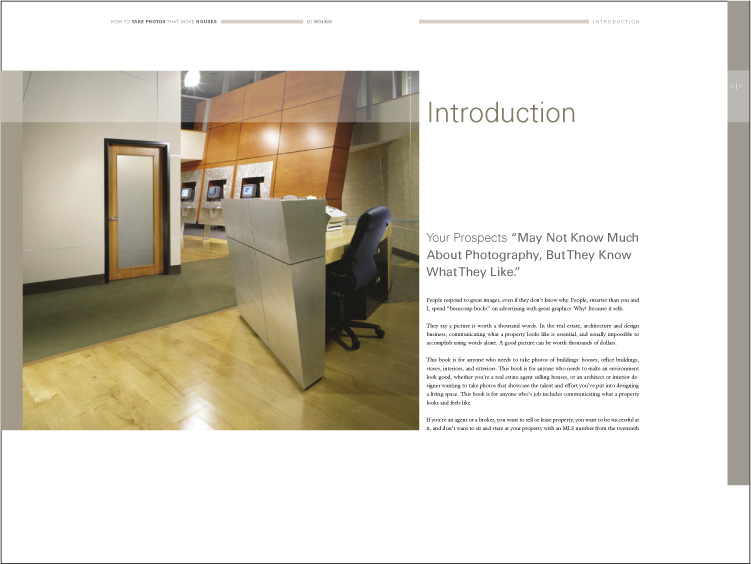 HOW TO TAKE PHOTOS THAT MOVE HOUSES
ED WOLKIS
INTRODUCTION
Introduction
Your Prospects “May Not Know Much
About Photography, But They Know
What They Like.”
People respond to great images, even if they don't know why. People, smarter than you and
I, spend “beaucoup bucks” on advertising with great graphics. Why? Because it sells.
They say a picture is worth a thousand words. In the real estate, architecture and design
business, communicating what a property looks like is essential, and usually impossible to
accomplish using words alone. A good picture can be worth thousands of dollars.
This book is for anyone who needs to take photos of buildings: houses, office buildings,
stores, interiors, and exteriors. This book is for anyone who needs to make an environment
look good, whether you're a real estate agent selling houses, or an architect or interior de-
signer wanting to take photos that showcase the talent and effort you've put into designing
a living space. This book is for anyone who's job includes communicating what a property
looks and feels like.
If you're an agent or a broker, you want to sell or lease property, you want to be successful at
it, and don't want to sit and stare at your property with an MLS number from the twentieth